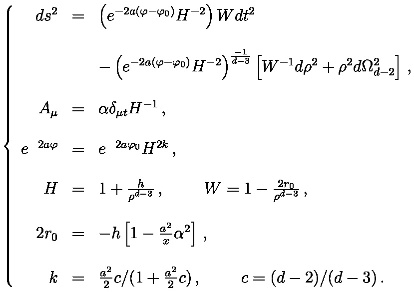 ds² = (e^{-2a(φ-φ₀)}H^{-2}) W dt²
- (e^{-2a(φ-φ₀)}H^{-2})^{\frac{-1}{d-3}} [W^{-1}dρ² + ρ²dΩ²_{d-2}] ,
A_μ = αδ_{μt}H^{-1} ,
e^{2aφ} = e^{2aφ₀}H^{2k} ,
H = 1 + \frac{h}{ρ^{d-3}} , W = 1 - \frac{2r₀}{ρ^{d-3}} ,
2r₀ = -h [1 - \frac{a²}{x}α²] ,
k = \frac{a²}{2}c/(1 + \frac{a²}{2}c) , c = (d - 2)/(d - 3) .